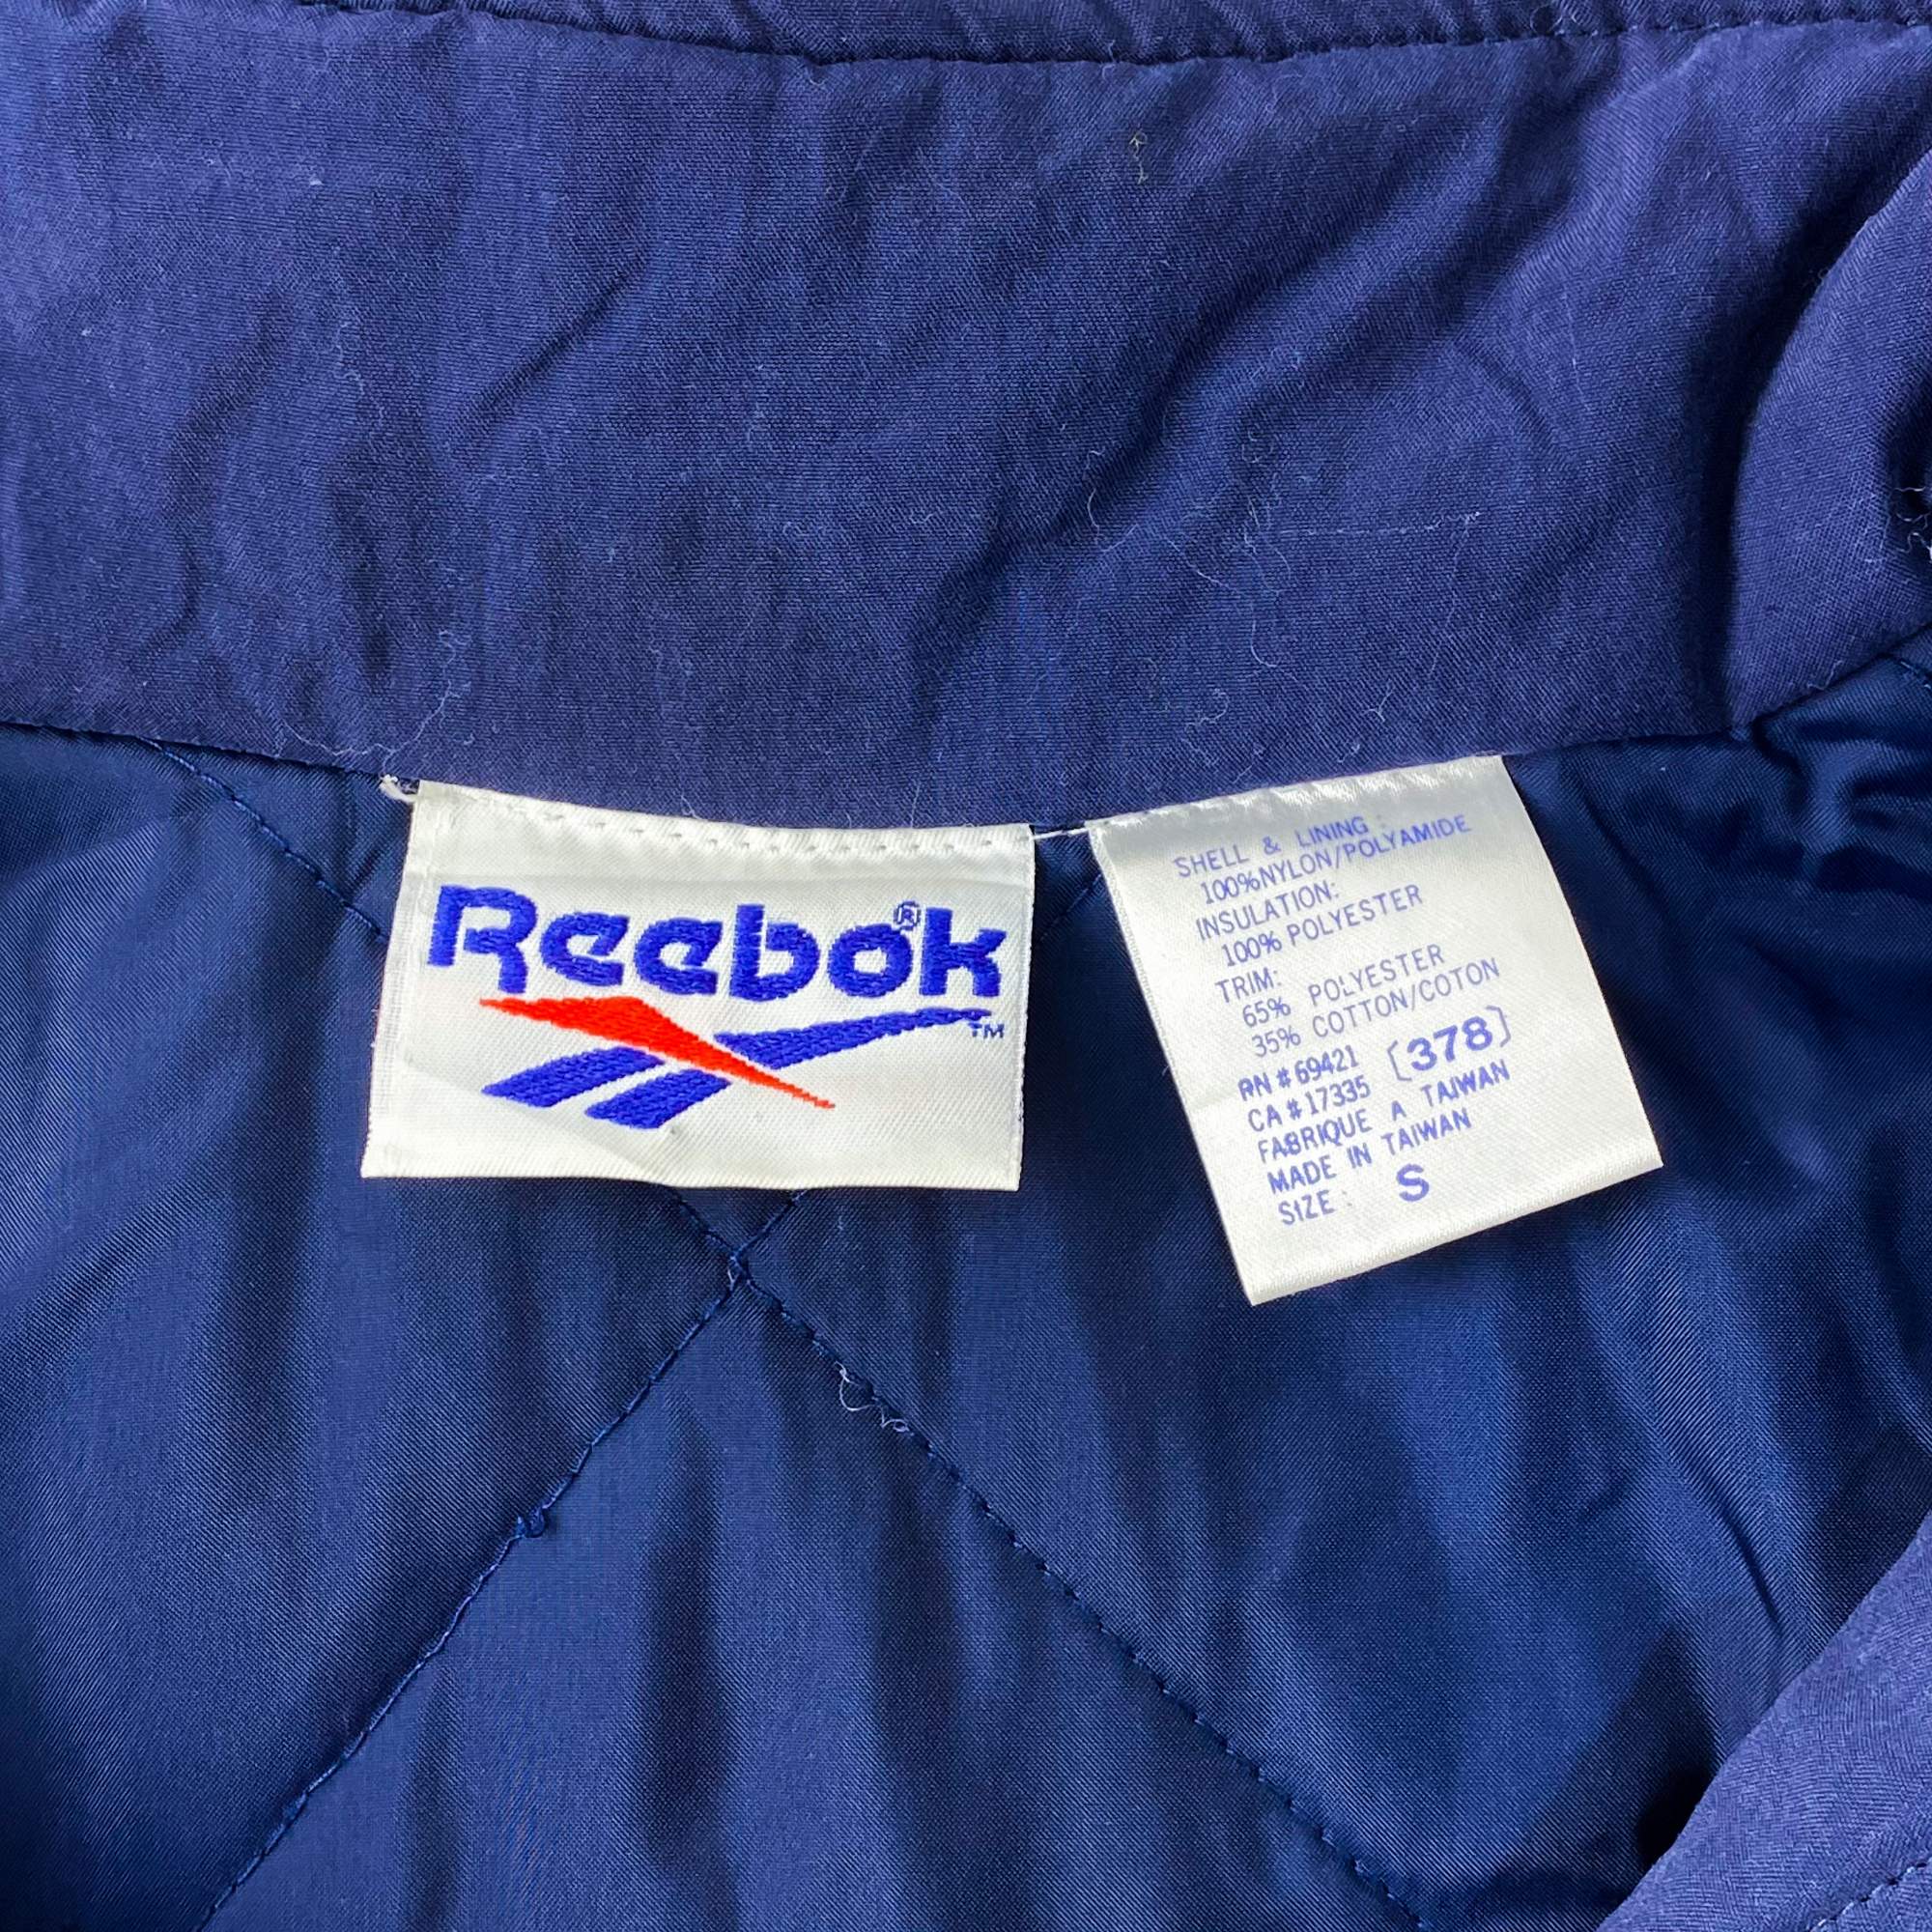 Reebok®
TM
SHELL & LINING:
100%NYLON/POLYAMIDE
INSULATION:
100% POLYESTER
TRIM:
65% POLYESTER
35% COTTON/COTON
RN # 69421 [378]
CA # 17335
FABRIQUE A TAIWAN
MADE IN TAIWAN
SIZE: S